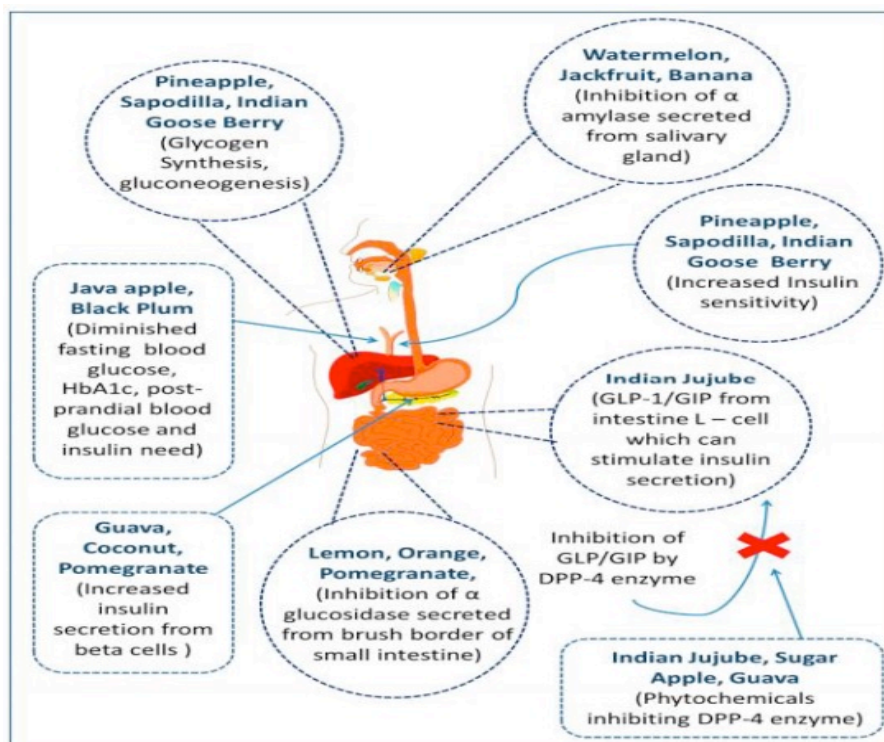 Pineapple,
Sapodilla, Indian
Goose Berry
(Glycogen
Synthesis,
gluconeogenesis)
Watermelon,
Jackfruit, Banana
(Inhibition of α
amylase secreted
from salivary
gland)
Pineapple,
Sapodilla, Indian
Goose Berry
(Increased Insulin
sensitivity)
Java apple,
Black Plum
(Diminished
fasting blood
glucose,
HbA1c, post-
prandial blood
glucose and
insulin need)
Indian Jujube
(GLP-1/GIP from
intestine L – cell
which can
stimulate insulin
secretion)
Guava,
Coconut,
Pomegranate
(Increased
insulin
secretion from
beta cells )
Lemon, Orange,
Pomegranate,
(Inhibition of α
glucosidase secreted
from brush border of
small intestine)
Inhibition of
GLP/GIP by
DPP-4 enzyme
Indian Jujube, Sugar
Apple, Guava
(Phytochemicals
inhibiting DPP-4 enzyme)